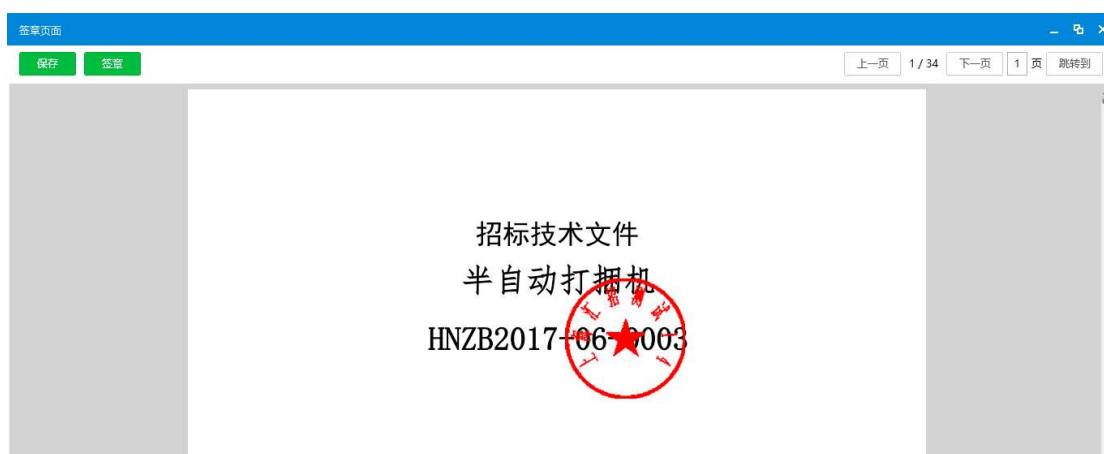 签章页面
保存 签章 上一页 1 / 34 下一页 1 页 跳转到
招标技术文件
半自动打捆机
HNZB2017-06-0003